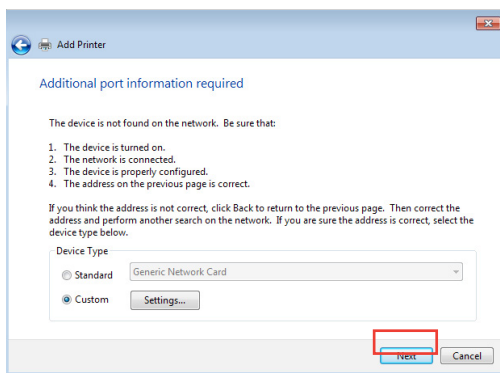 Add Printer
Additional port information required
The device is not found on the network. Be sure that:
1. The device is turned on.
2. The network is connected.
3. The device is properly configured.
4. The address on the previous page is correct.
If you think the address is not correct, click Back to return to the previous page. Then correct the
address and perform another search on the network. If you are sure the address is correct, select the
device type below.
Device Type
Standard Generic Network Card
Custom Settings...
Next Cancel